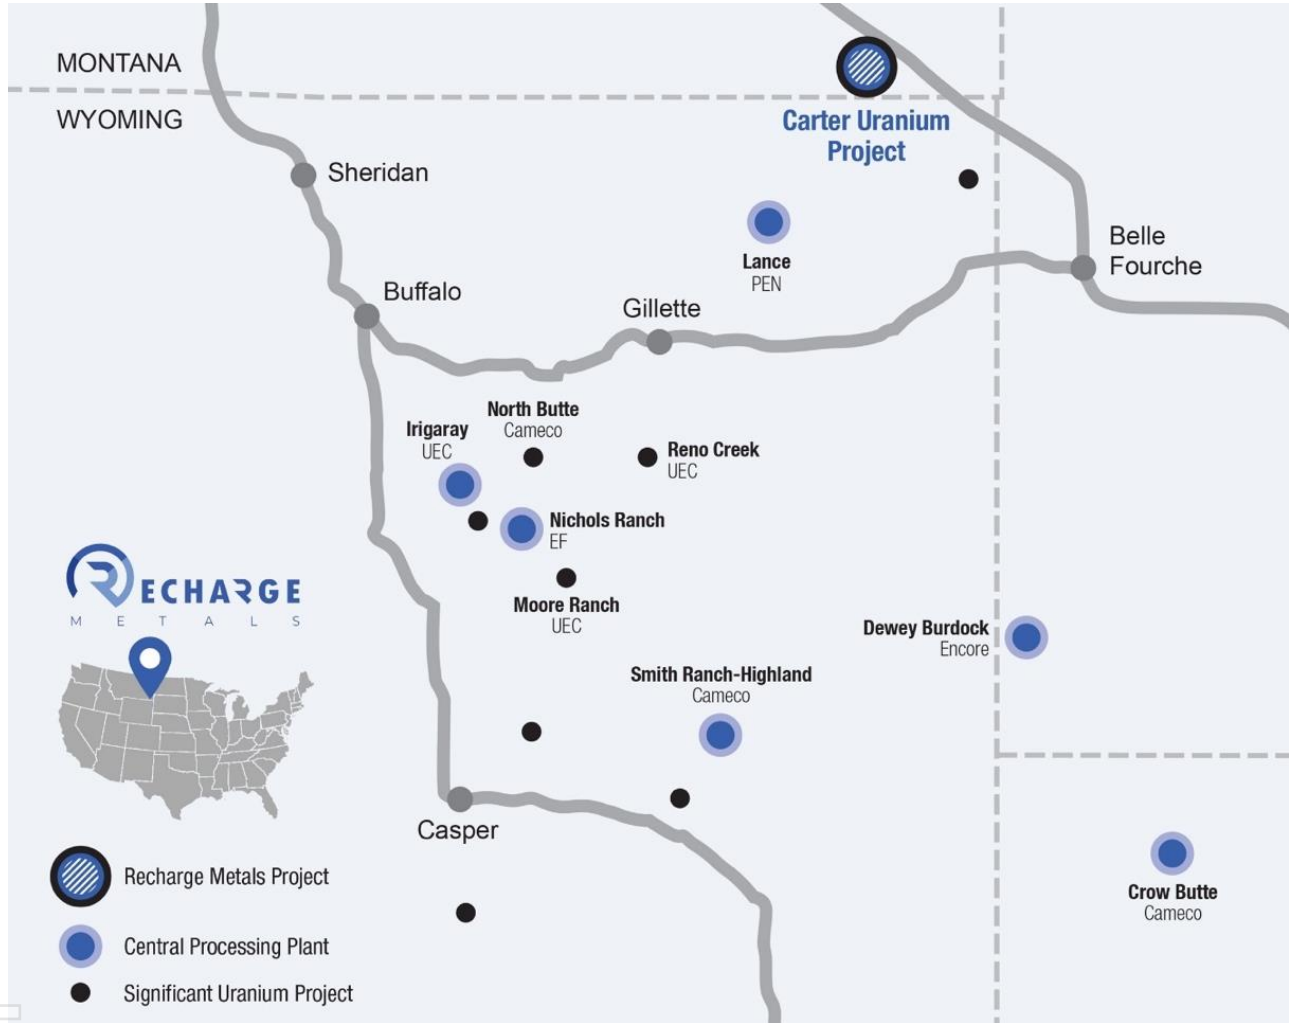 MONTANA
WYOMING
Carter Uranium
Project
Sheridan
Lance
PEN
Belle
Fourche
Buffalo
Gillette
North Butte
Cameco
Irigaray
UEC
Reno Creek
UEC
Nichols Ranch
EF
Moore Ranch
UEC
RECHARGE
METALS
Dewey Burdock
Encore
Smith Ranch-Highland
Cameco
Casper
Crow Butte
Cameco
Recharge Metals Project
Central Processing Plant
Significant Uranium Project